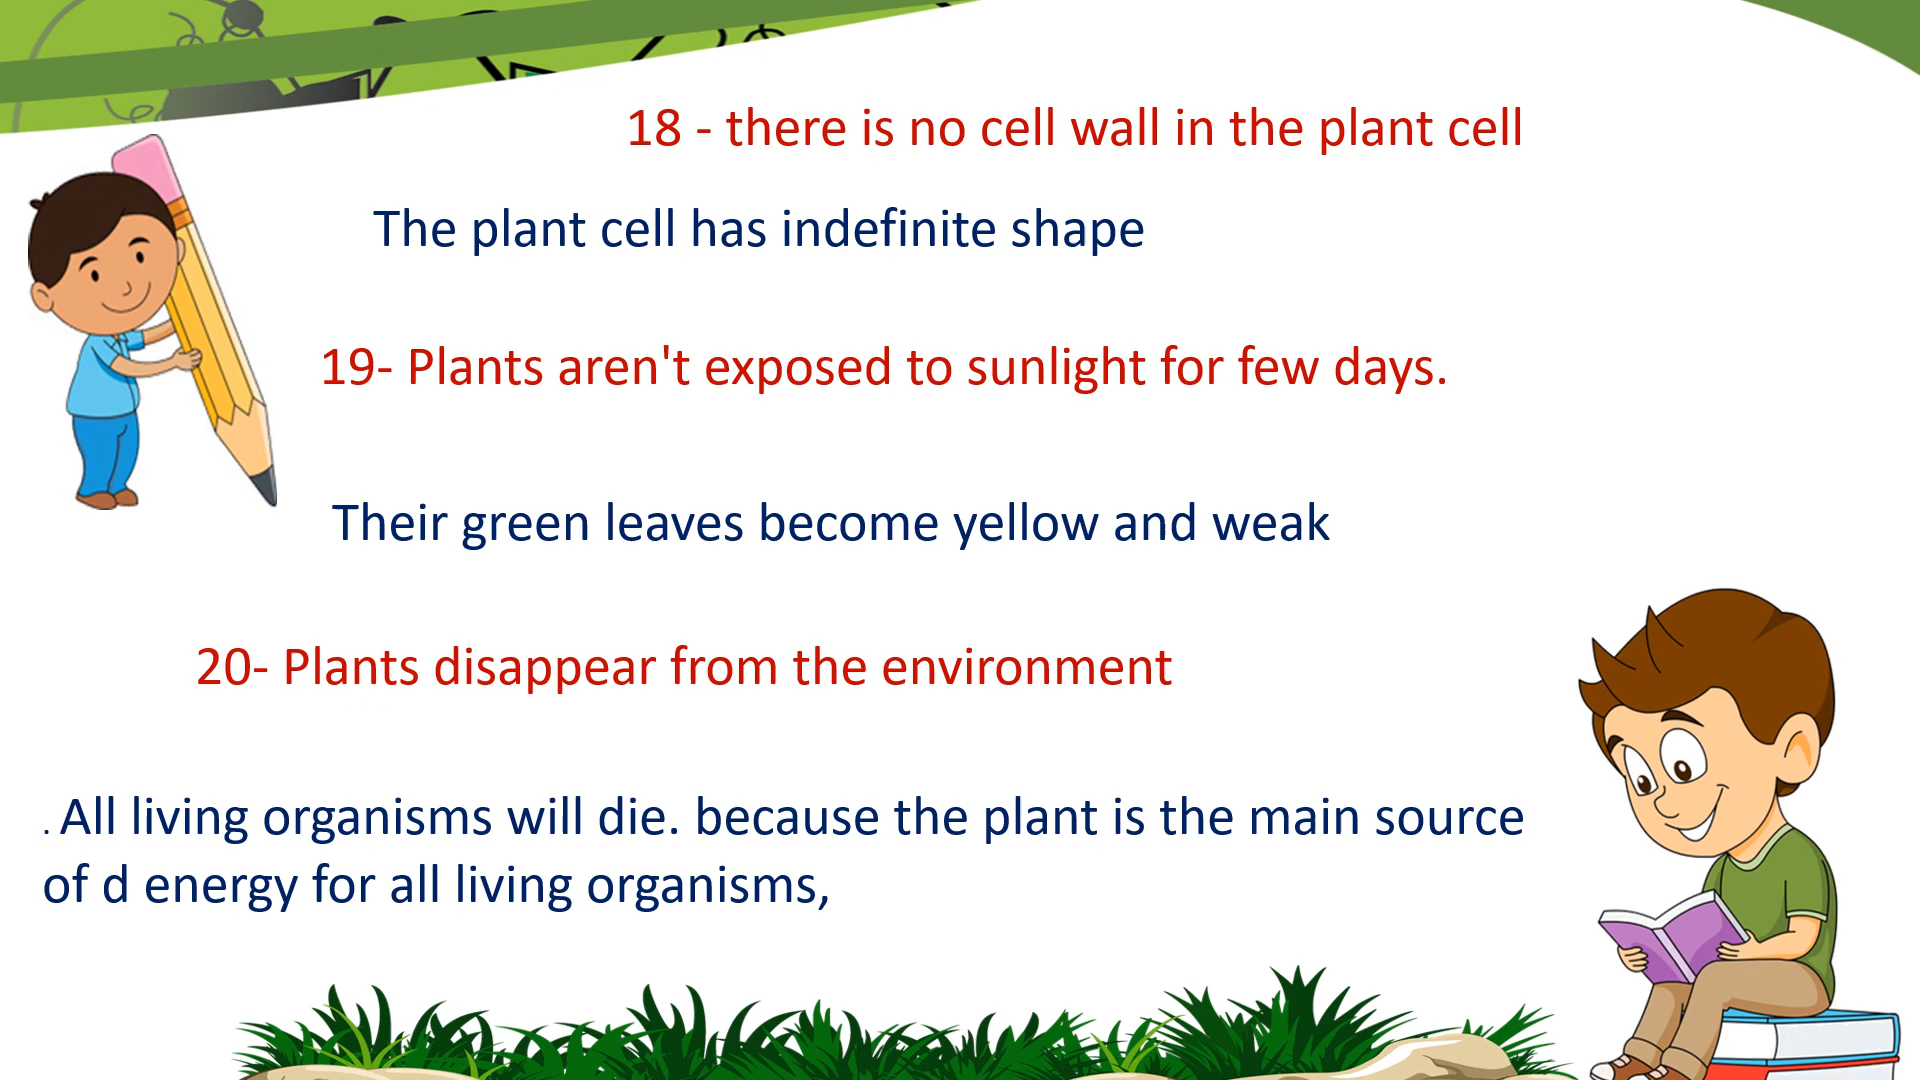 18 - there is no cell wall in the plant cell
The plant cell has indefinite shape
19- Plants aren't exposed to sunlight for few days.
Their green leaves become yellow and weak
20- Plants disappear from the environment
. All living organisms will die. because the plant is the main source
of d energy for all living organisms,